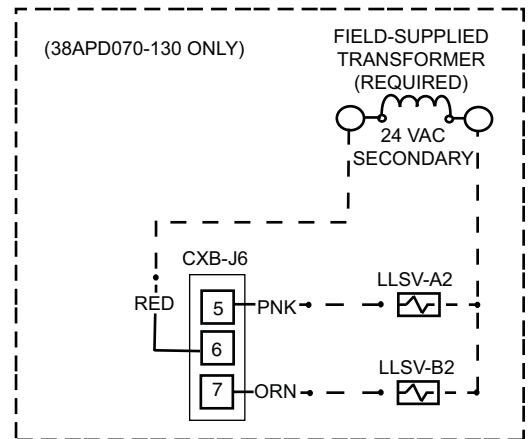 (38APD070-130 ONLY)
FIELD-SUPPLIED
TRANSFORMER
(REQUIRED)
24 VAC
SECONDARY
CXB-J6
LLSV-A2
RED
5
PNK
6
LLSV-B2
7
ORN